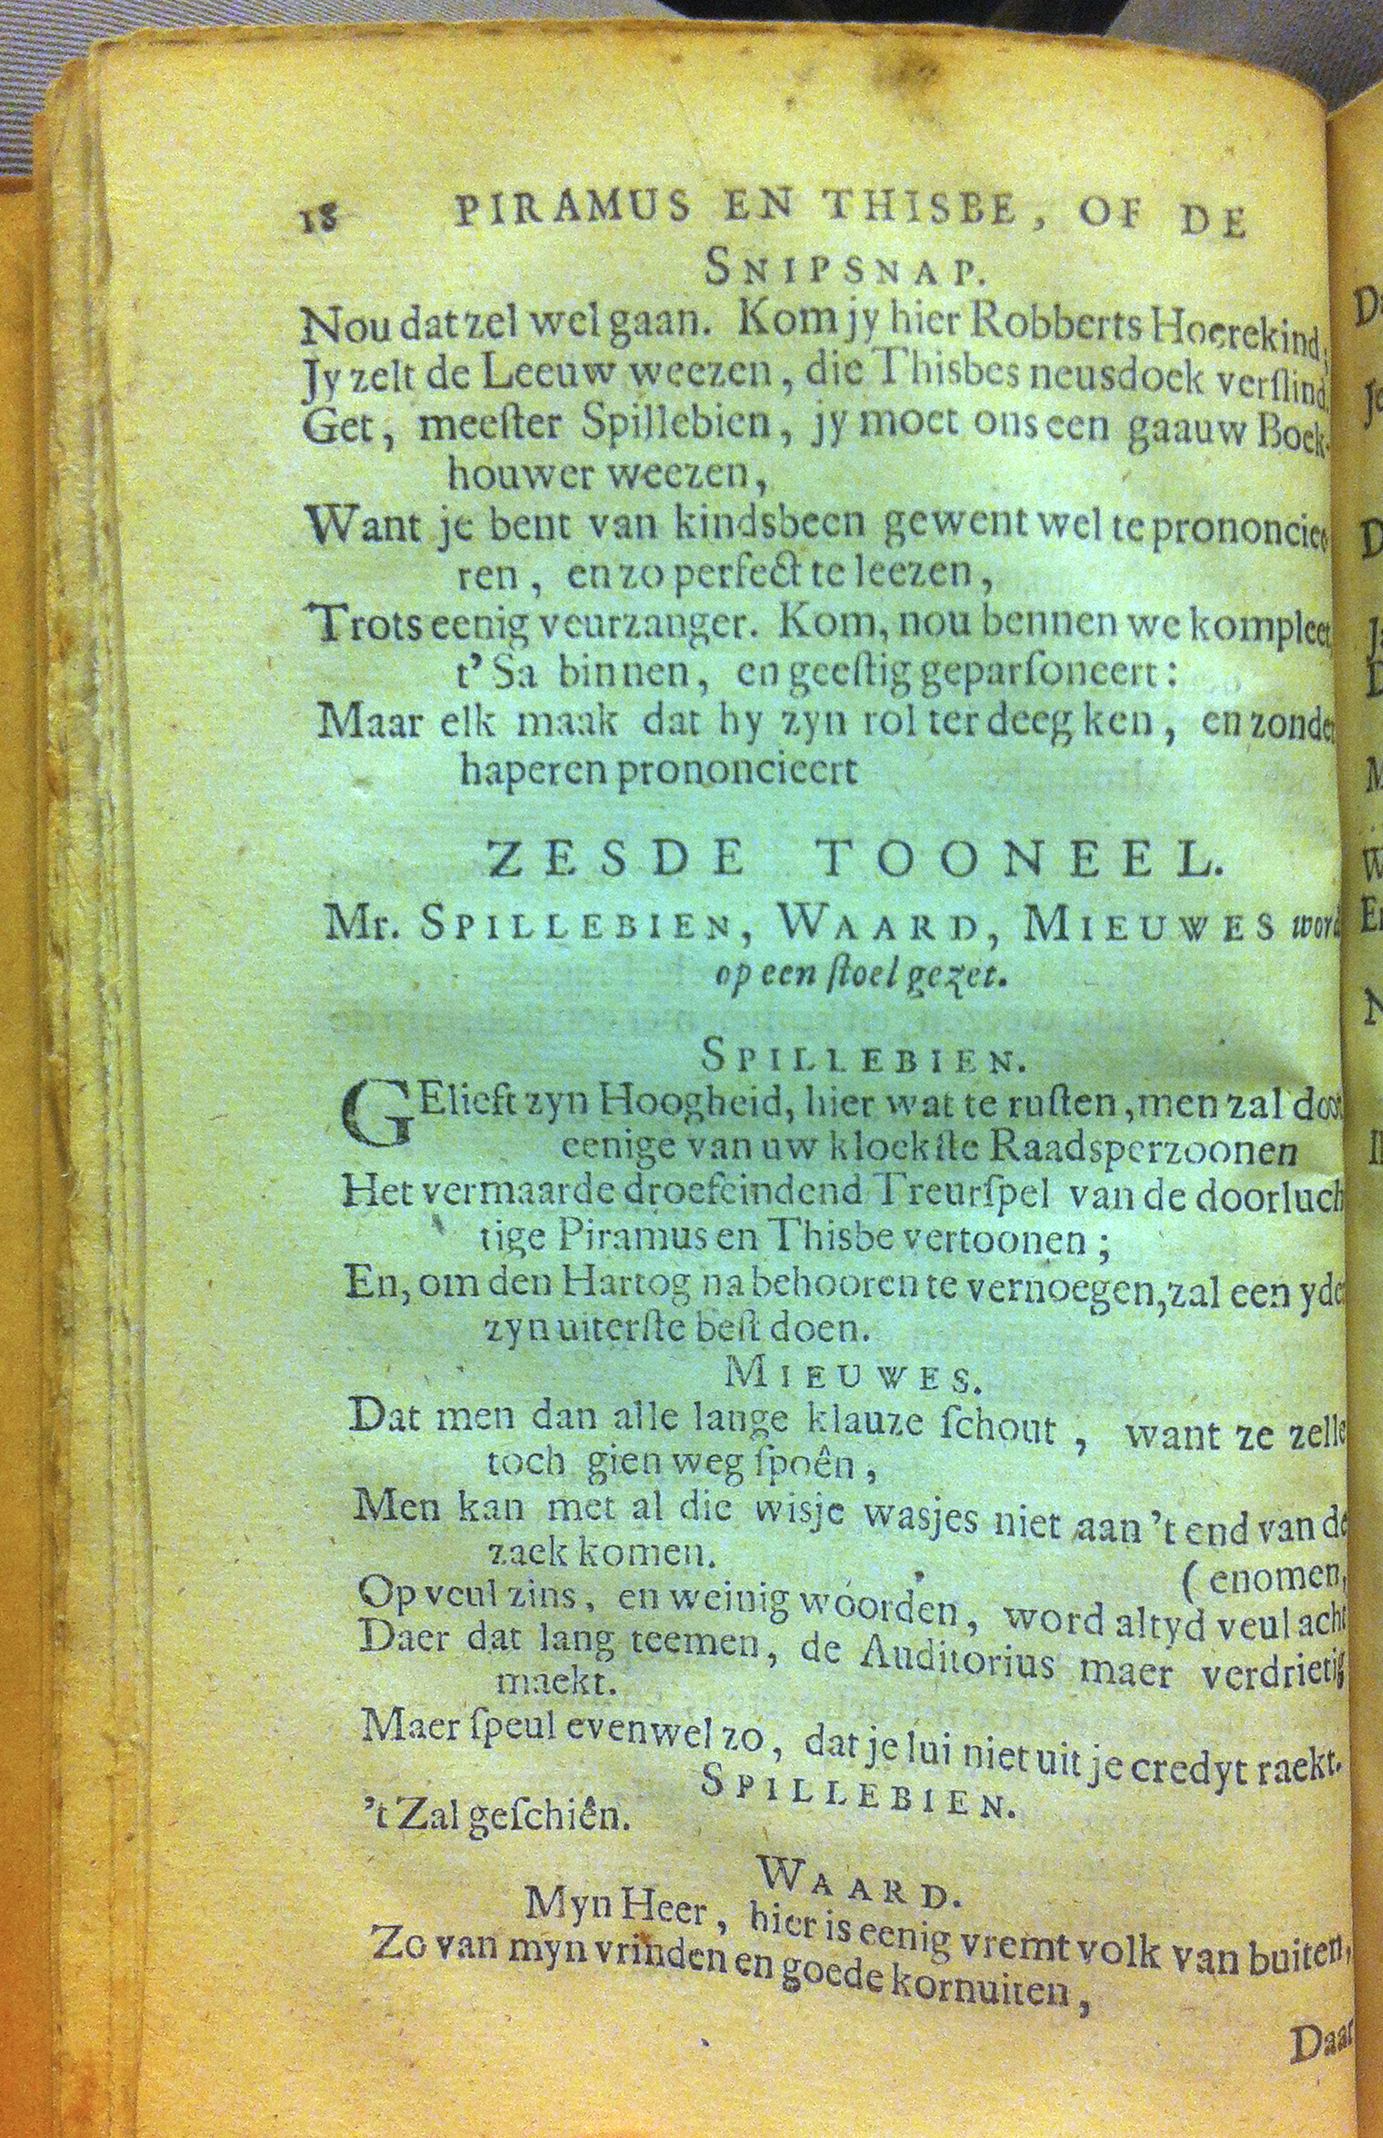 18 PIRAMUS EN THISBE, OF DE
SNIPSNAP.
Nou dat zel wel gaan. Kom jy hier Robberts Hoerekind,
Jy zelt de Leeuw weezen, die Thisbes neusdoek verſlind.
Get, meeſter Spillebien, jy moet ons een gaauw Boek-
houwer weezen,
Want je bent van kindsbeen gewent wel te prononcieе-
ren, en zo perfect te leezen,
Trots eenig veurzanger. Kom, nou bennen we kompleet
t' Sa binnen, en geeſtig geparſoneert:
Maar elk maak dat hy zyn rol ter deeg ken, en zonder
haperen prononcieert
ZESDE TOONEEL.
Mr. SPILLEBIEN, WAARD, MIEUWES word
op een ſtoel gezet.
SPILLEBIEN.
GElieft zyn Hoogheid, hier wat te ruſten, men zal door
eenige van uw kloekſte Raadsperzoonen
Het vermaarde droefeindend Treurſpel van de doorluch
tige Piramus en Thisbe vertoonen;
En, om den Hartog na behooren te vernoegen, zal een yder
zyn uiterſte beſt doen.
MIEUWES.
Dat men dan alle lange klauze ſchout, want ze zelle
toch gien weg ſpoên,
Men kan met al die wisje wasjes niet aan 't end van de
zaek komen.
(enomen,
Op veul zins, en weinig woorden, word altyd veul acht
Daer dat lang teemen, de Auditorius maer verdrietig
maekt.
Maer ſpeul evenwel zo, dat je lui niet uit je credyt raekt.
SPILLEBIEN.
't Zal geſchiên.
WAARD.
Myn Heer, hier is eenig vremt volk van buiten,
Zo van myn vrinden en goede kornuiten,
Daar